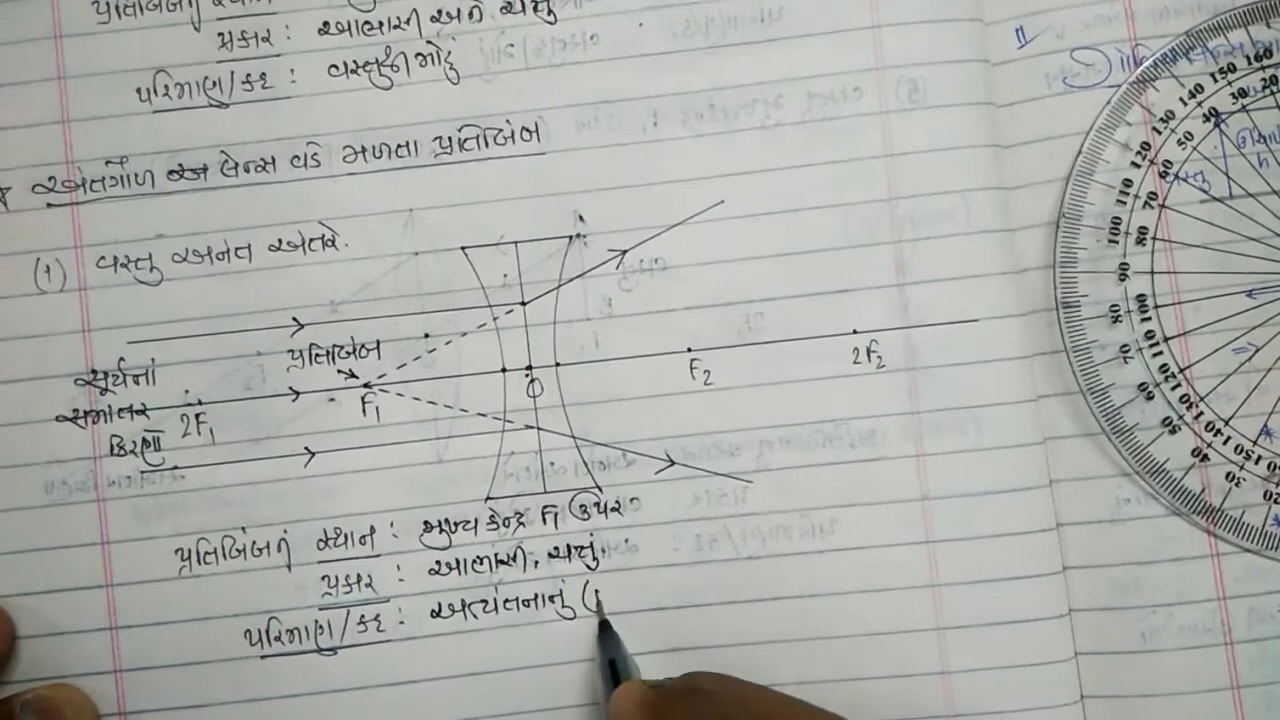 પ્રકાર : આભાસી અને ચત્તું
પરિમાણ/કદ : વસ્તુથી મોટું
* અંતર્ગોળ લેન્સ વડે મળતા પ્રતિબિંબ
(1) વસ્તુ અનંત અંતરે.
પ્રતિબિંબ
સૂર્યનાં
સમાંતર
કિરણો
2F₁
F₁
O
F₂
2F₂
પ્રતિબિંબનું સ્થાન : મુખ્ય કેન્દ્ર F₁ ઉપર
પ્રકાર : આભાસી, ચત્તું.
પરિમાણ/કદ : અત્યંત નાનું (